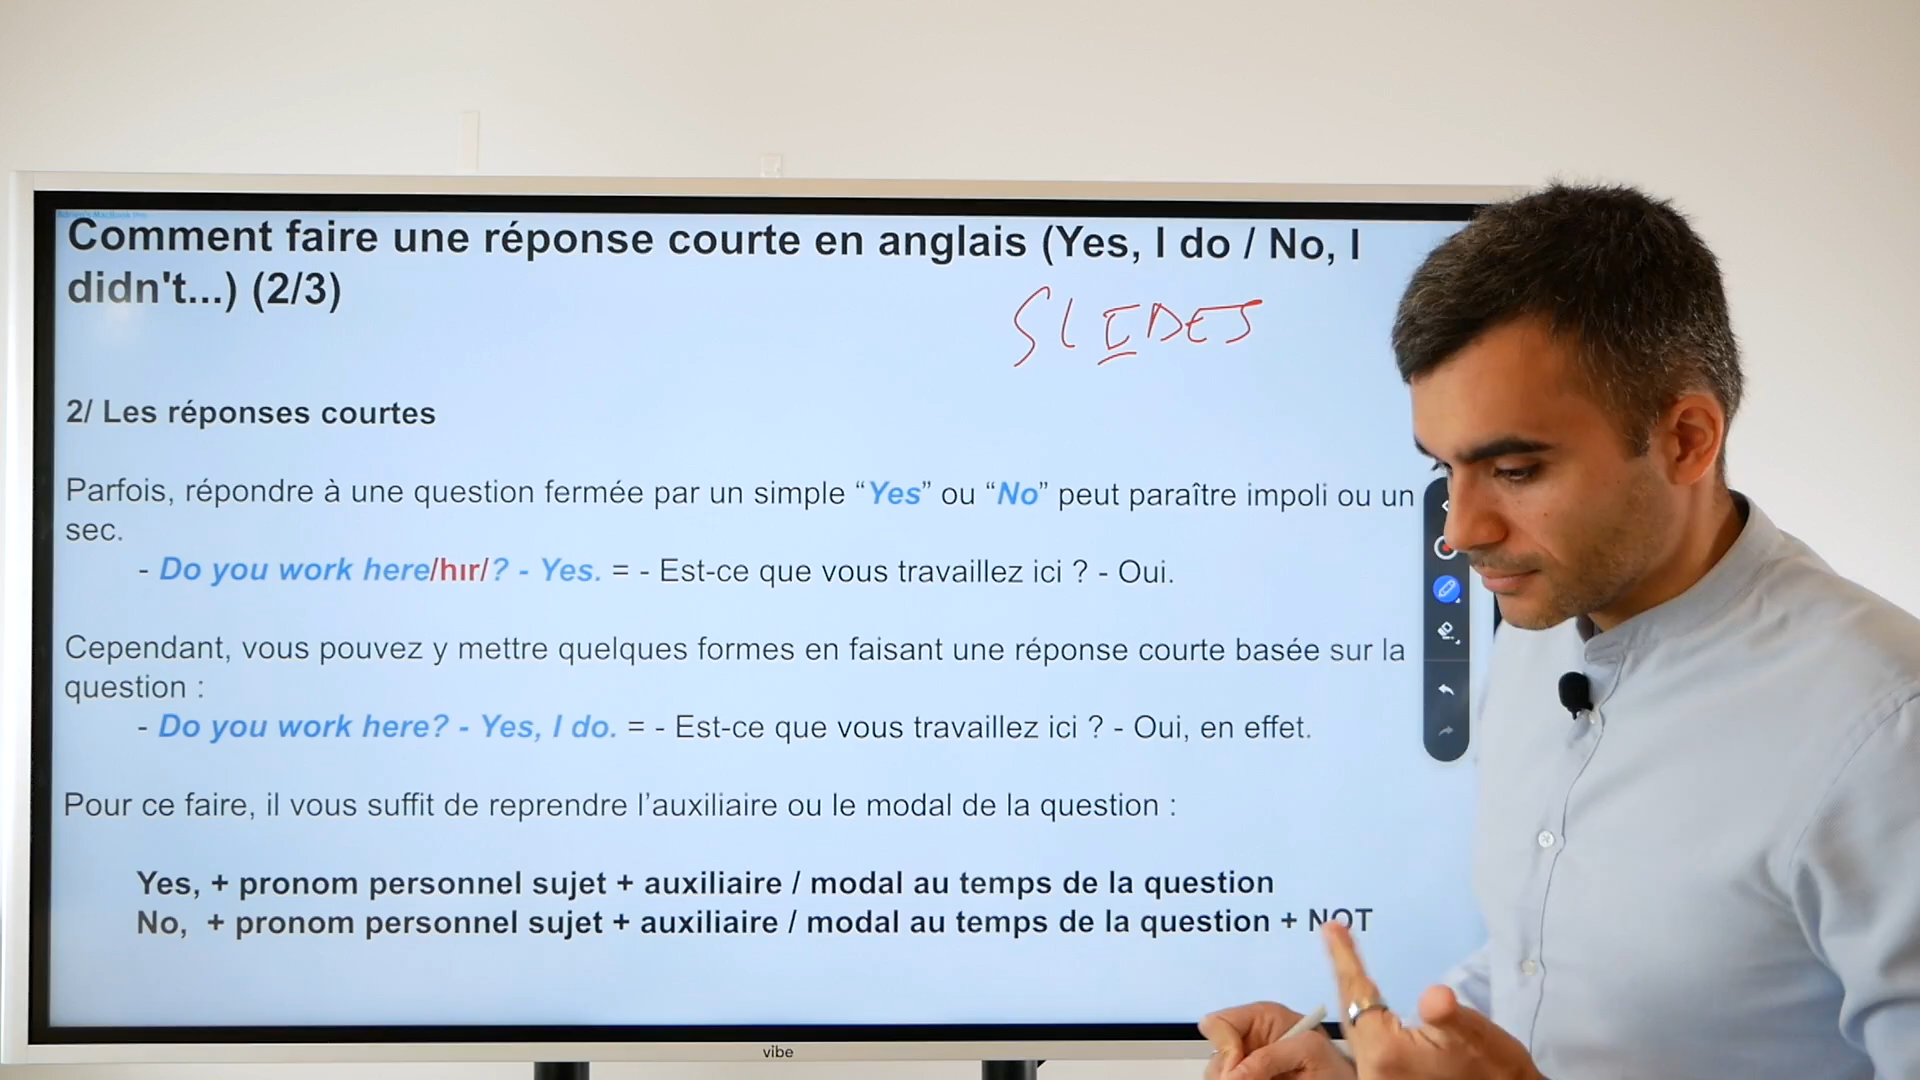 Adrien's MacBook Pro
Comment faire une réponse courte en anglais (Yes, I do / No, I
didn't...) (2/3)
SLIDES
2/ Les réponses courtes
Parfois, répondre à une question fermée par un simple “Yes” ou “No” peut paraître impoli ou un
sec.
- Do you work here/hɪr/? - Yes. = - Est-ce que vous travaillez ici ? - Oui.
Cependant, vous pouvez y mettre quelques formes en faisant une réponse courte basée sur la
question :
- Do you work here? - Yes, I do. = - Est-ce que vous travaillez ici ? - Oui, en effet.
Pour ce faire, il vous suffit de reprendre l’auxiliaire ou le modal de la question :
Yes, + pronom personnel sujet + auxiliaire / modal au temps de la question
No, + pronom personnel sujet + auxiliaire / modal au temps de la question + NOT
vibe